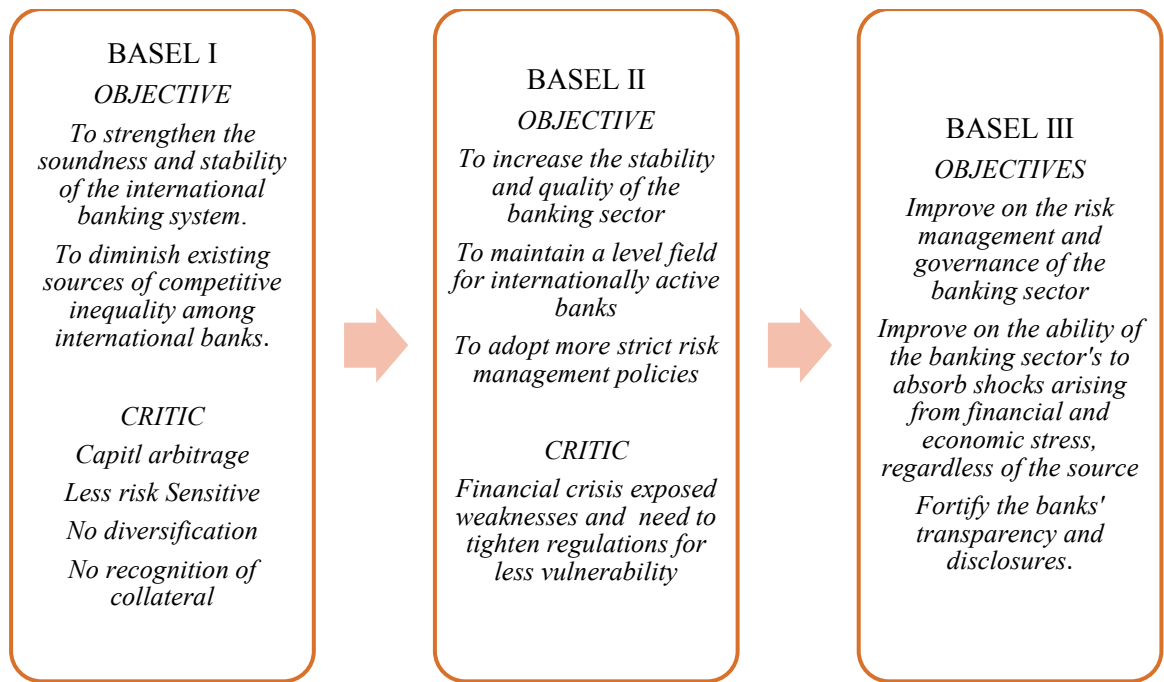 BASEL I
OBJECTIVE
To strengthen the
soundness and stability
of the international
banking system.
To diminish existing
sources of competitive
inequality among
international banks.
CRITIC
Capitl arbitrage
Less risk Sensitive
No diversification
No recognition of
collateral
BASEL II
OBJECTIVE
To increase the stability
and quality of the
banking sector
To maintain a level field
for internationally active
banks
To adopt more strict risk
management policies
CRITIC
Financial crisis exposed
weaknesses and need to
tighten regulations for
less vulnerability
BASEL III
OBJECTIVES
Improve on the risk
management and
governance of the
banking sector
Improve on the ability of
the banking sector's to
absorb shocks arising
from financial and
economic stress,
regardless of the source
Fortify the banks'
transparency and
disclosures.